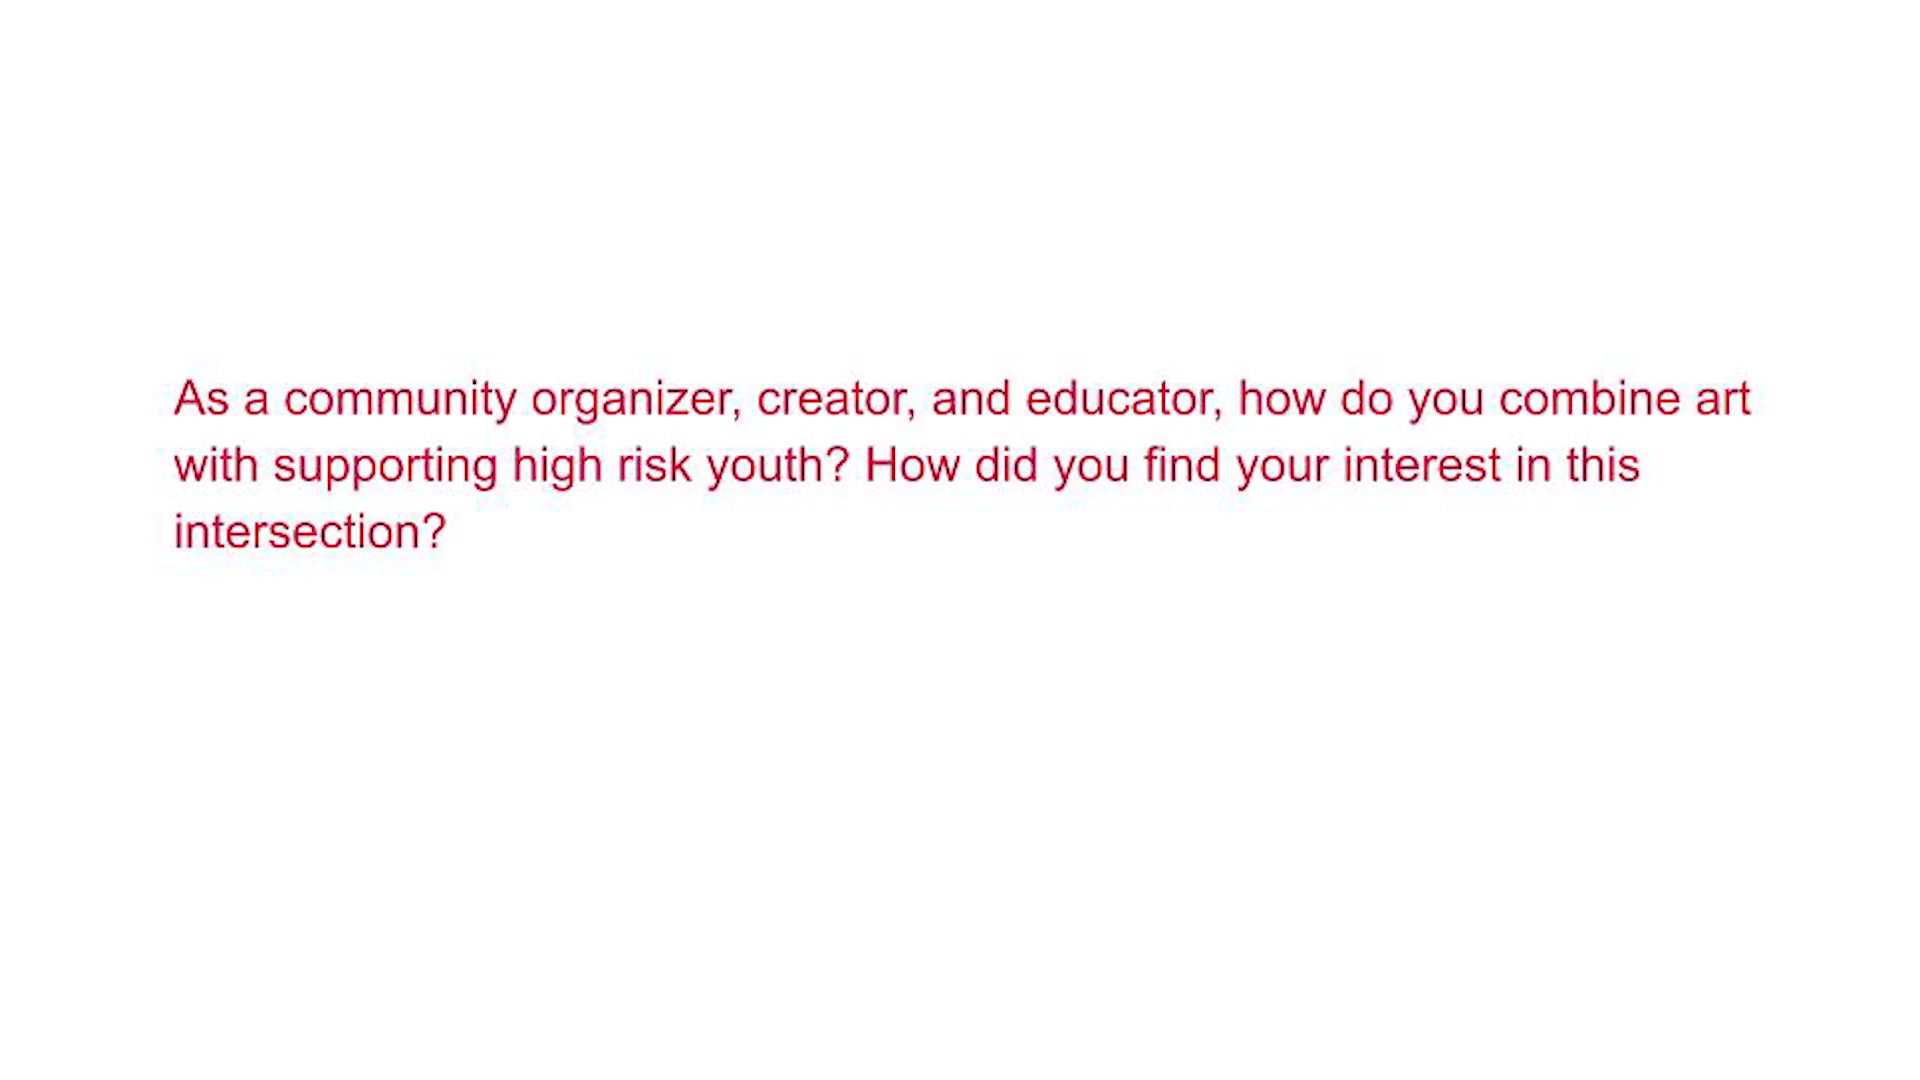 As a community organizer, creator, and educator, how do you combine art
with supporting high risk youth? How did you find your interest in this
intersection?